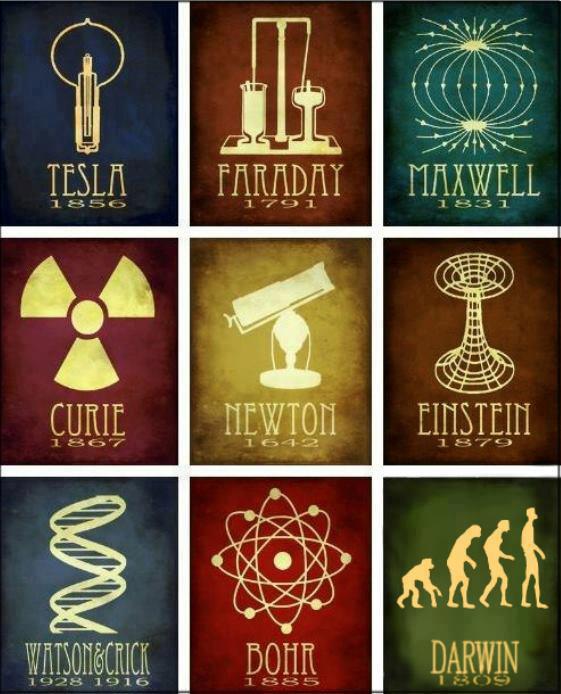 TESLA
1856
FARADAY
1791
MAXWELL
1831
CURIE
1867
NEWTON
1642
EINSTEIN
1879
WATSON&CRICK
1928 1916
BOHR
1885
DARWIN
1809